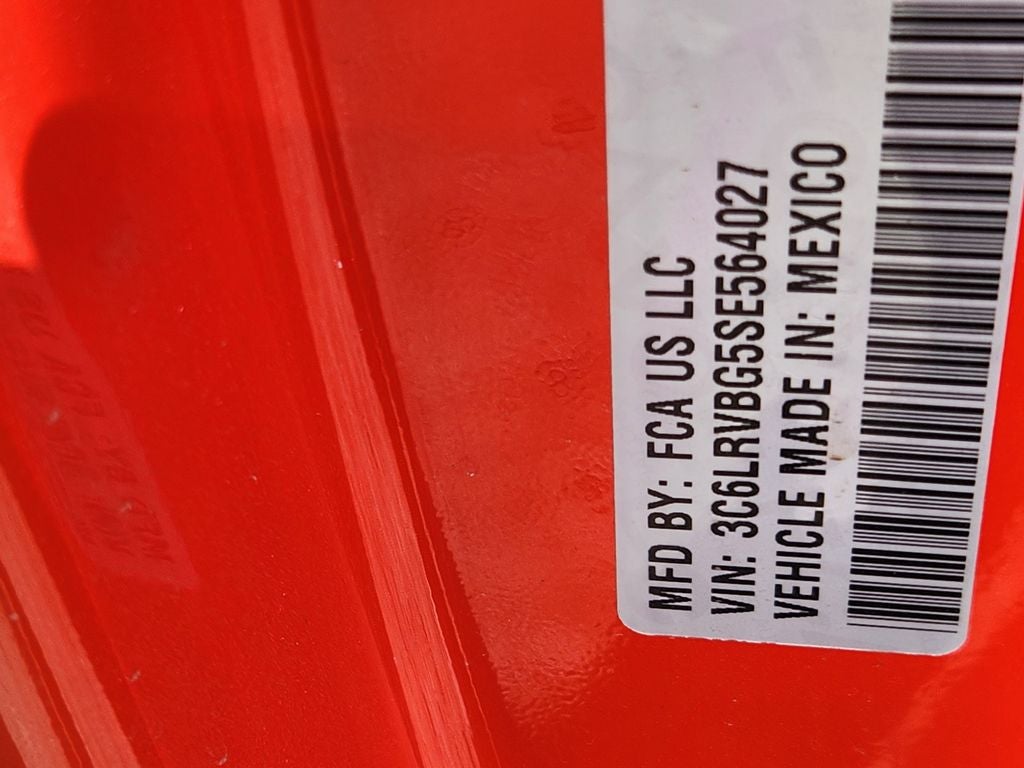 MFD BY: FCA US LLC
VIN: 3C6LRVBG5SE564027
VEHICLE MADE IN: MEXICO